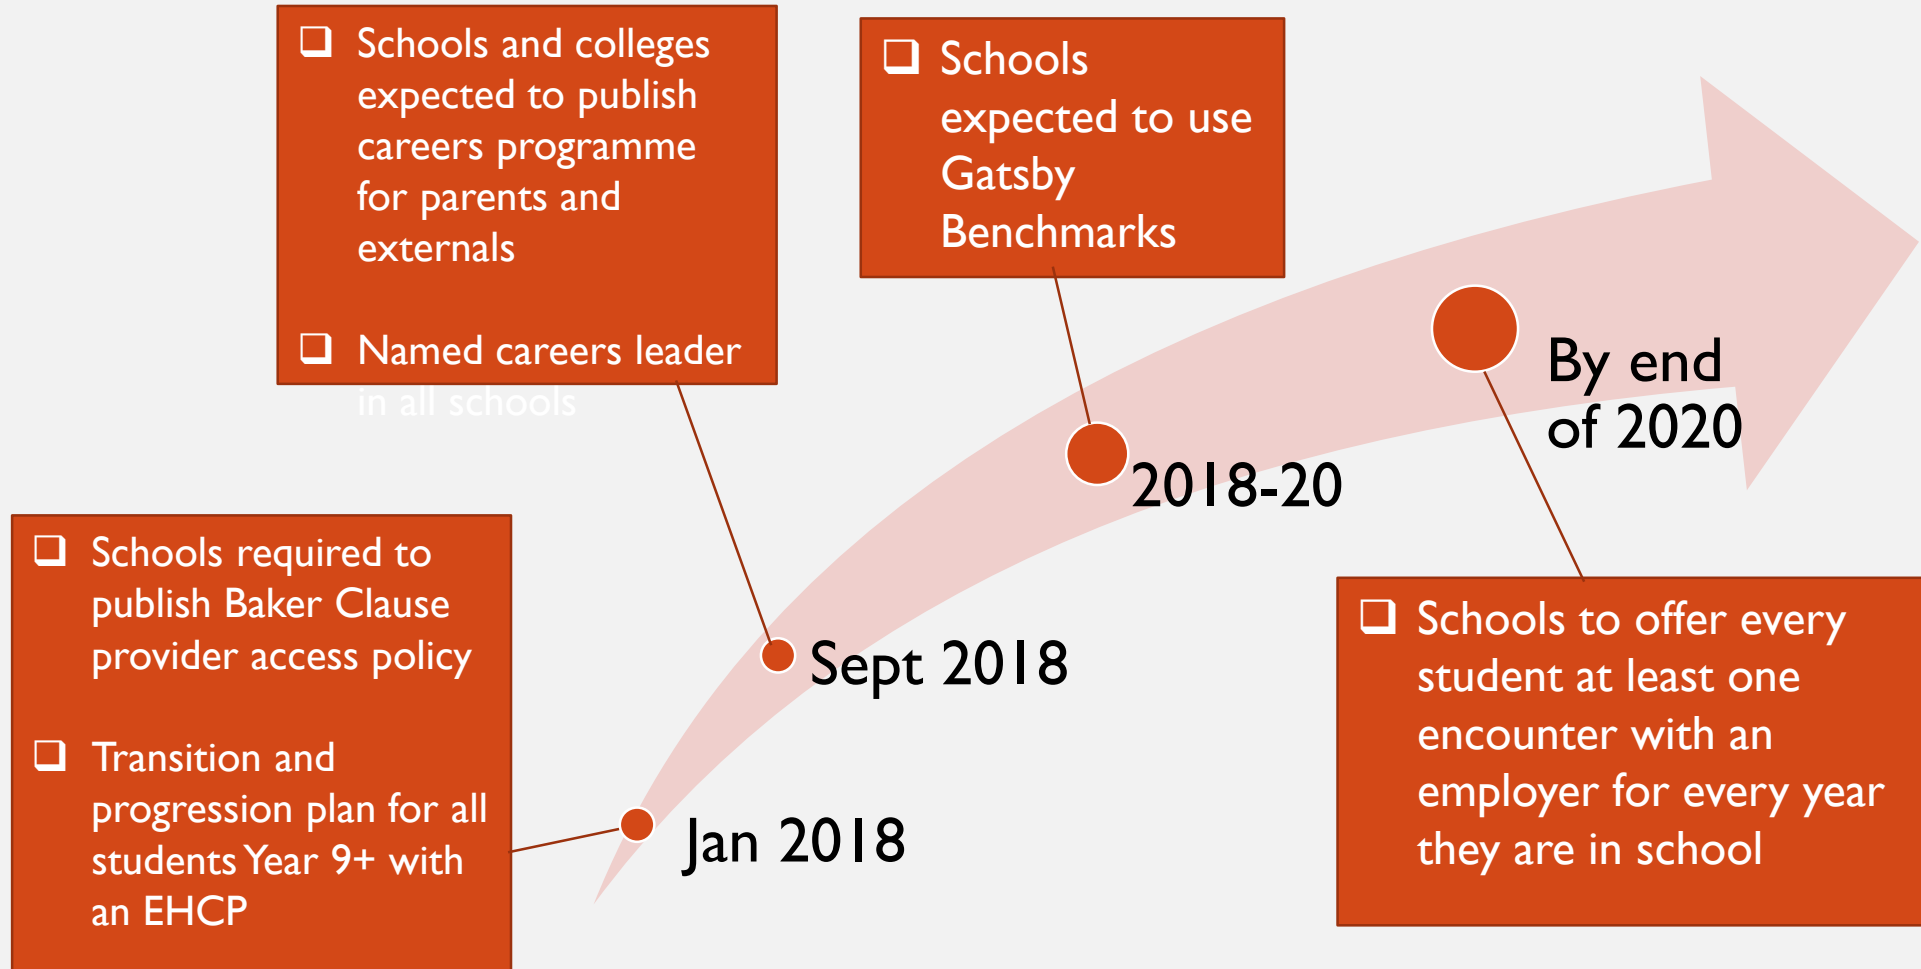 Schools and colleges
expected to publish
careers programme
for parents and
externals
Named careers leader
in all schools
Schools
expected to use
Gatsby
Benchmarks
By end
of 2020
2018-20
Schools required to
publish Baker Clause
provider access policy
Transition and
progression plan for all
students Year 9+ with
an EHCP
Sept 2018
Jan 2018
Schools to offer every
student at least one
encounter with an
employer for every year
they are in school